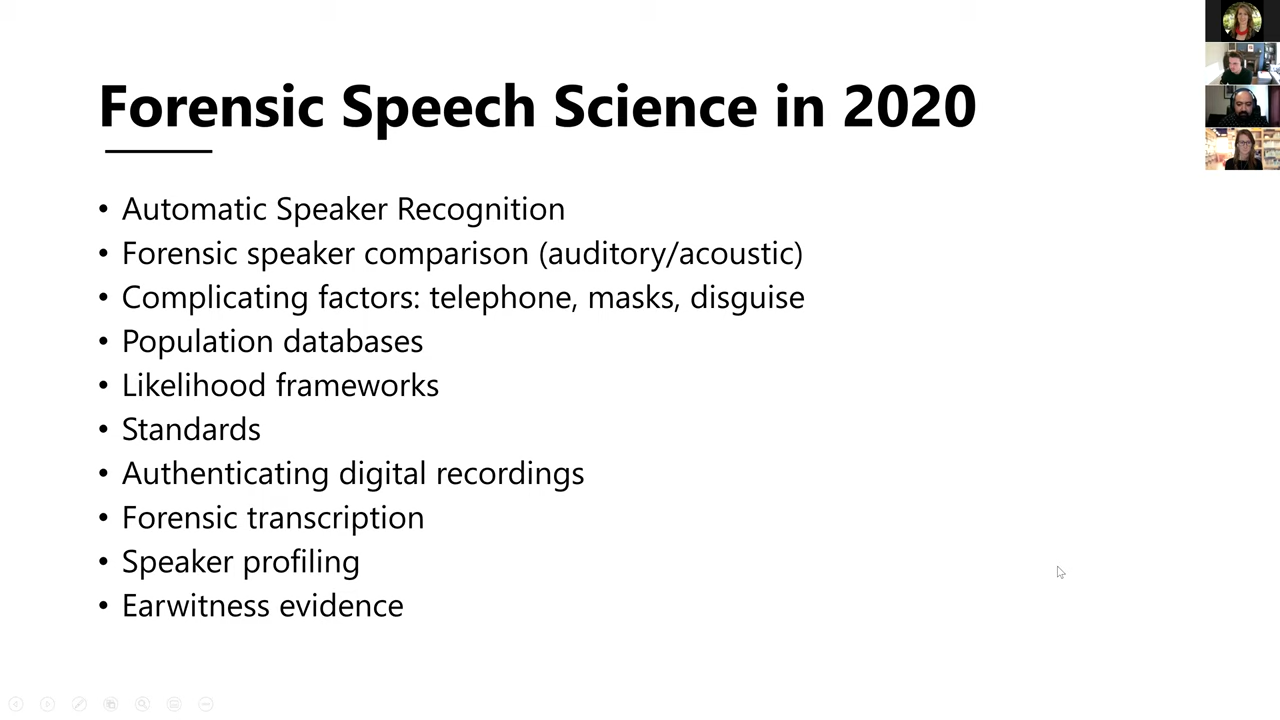 Forensic Speech Science in 2020
• Automatic Speaker Recognition
• Forensic speaker comparison (auditory/acoustic)
• Complicating factors: telephone, masks, disguise
• Population databases
• Likelihood frameworks
• Standards
• Authenticating digital recordings
• Forensic transcription
• Speaker profiling
• Earwitness evidence